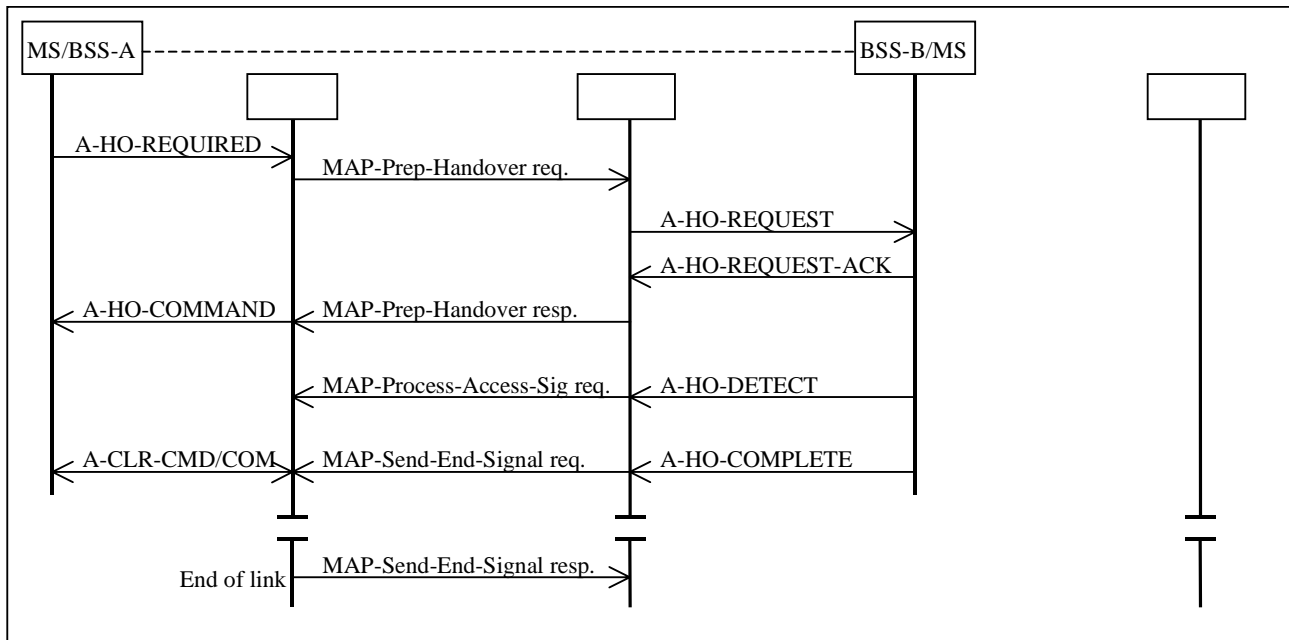 MS/BSS-A
BSS-B/MS
A-HO-REQUIRED
MAP-Prep-Handover req.
A-HO-REQUEST
A-HO-REQUEST-ACK
A-HO-COMMAND
MAP-Prep-Handover resp.
MAP-Process-Access-Sig req.
A-HO-DETECT
A-CLR-CMD/COM
MAP-Send-End-Signal req.
A-HO-COMPLETE
End of link
MAP-Send-End-Signal resp.